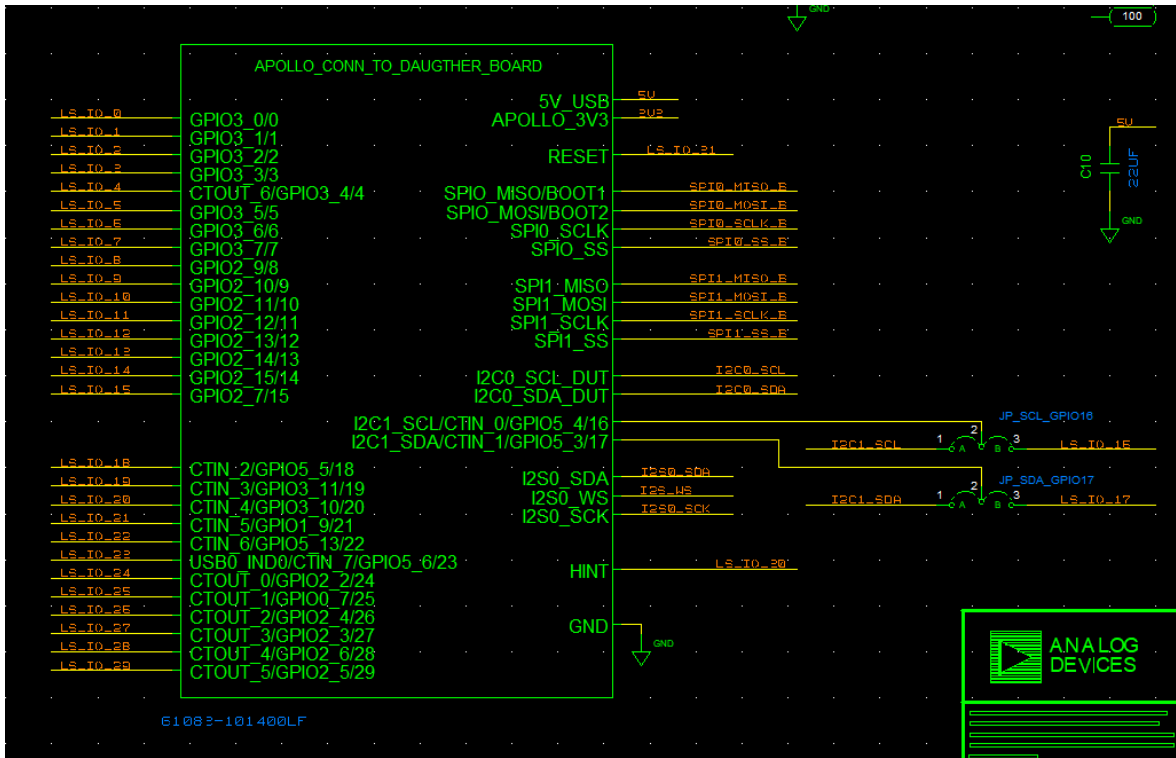 GND
100
APOLLO_CONN_TO_DAUGTHER_BOARD
LS_IO_0
LS_IO_1
LS_IO_2
LS_IO_3
LS_IO_4
LS_IO_5
LS_IO_6
LS_IO_7
LS_IO_8
LS_IO_9
LS_IO_10
LS_IO_11
LS_IO_12
LS_IO_13
LS_IO_14
LS_IO_15
GPIO3_0/0
GPIO3_1/1
GPIO3_2/2
GPIO3_3/3
CTOUT_6/GPIO3_4/4
GPIO3_5/5
GPIO3_6/6
GPIO3_7/7
GPIO2_9/8
GPIO2_10/9
GPIO2_11/10
GPIO2_12/11
GPIO2_13/12
GPIO2_14/13
GPIO2_15/14
GPIO2_7/15
LS_IO_18
LS_IO_19
LS_IO_20
LS_IO_21
LS_IO_22
LS_IO_23
LS_IO_24
LS_IO_25
LS_IO_26
LS_IO_27
LS_IO_28
LS_IO_29
CTIN_2/GPIO5_5/18
CTIN_3/GPIO3_11/19
CTIN_4/GPIO3_10/20
CTIN_5/GPIO1_9/21
CTIN_6/GPIO5_13/22
USB0_IND0/CTIN_7/GPIO5_6/23
CTOUT_0/GPIO2_2/24
CTOUT_1/GPIO0_7/25
CTOUT_2/GPIO2_4/26
CTOUT_3/GPIO2_3/27
CTOUT_4/GPIO2_6/28
CTOUT_5/GPIO2_5/29
5V_USB 5V
APOLLO_3V3 3V3
RESET LS_IO_31
SPIO_MISO/BOOT1 SPI0_MISO_B
SPIO_MOSI/BOOT2 SPI0_MOSI_B
SPI0_SCLK SPI0_SCLK_B
SPIO_SS SPI0_SS_B
SPI1_MISO SPI1_MISO_B
SPI1_MOSI SPI1_MOSI_B
SPI1_SCLK SPI1_SCLK_B
SPI1_SS SPI1_SS_B
I2C0_SCL_DUT I2C0_SCL
I2C0_SDA_DUT I2C0_SDA
I2C1_SCL/CTIN_0/GPIO5_4/16
I2C1_SDA/CTIN_1/GPIO5_3/17
I2S0_SDA I2S0_SDA
I2S0_WS I2S_WS
I2S0_SCK I2S0_SCK
HINT LS_IO_30
GND
GND
61083-101400LF
5V
C10
22UF
GND
JP_SCL_GPIO16
I2C1_SCL 1 A 2 B 3 LS_IO_16
JP_SDA_GPIO17
I2C1_SDA 1 A 2 B 3 LS_IO_17
ANALOG
DEVICES